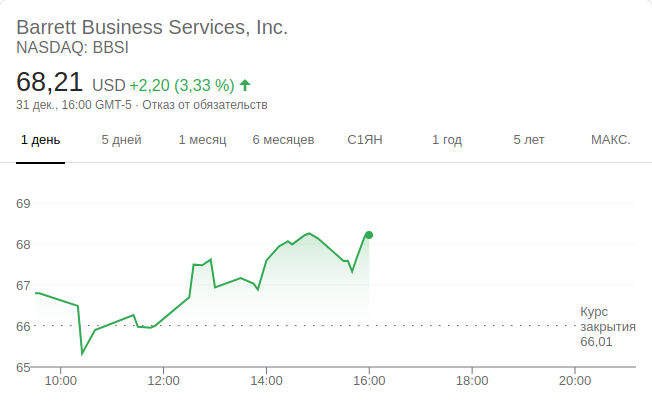 Barrett Business Services, Inc.
NASDAQ: BBSI
68,21 USD +2,20 (3,33 %)
31 дек., 16:00 GMT-5 · Отказ от обязательств
1 день 5 дней 1 месяц 6 месяцев С1ЯН 1 год 5 лет МАКС.
69
68
67
66
65
Курс
закрытия
66,01
10:00 12:00 14:00 16:00 18:00 20:00